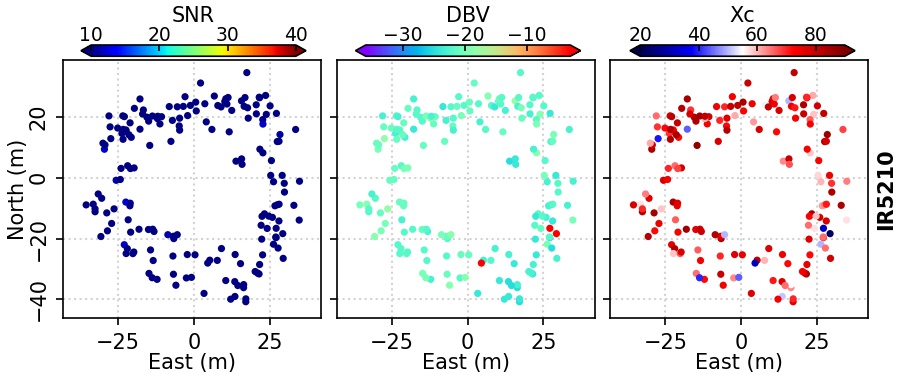 SNR DBV Xc
10 20 30 40 −30 −20 −10 20 40 60 80
20
0
−20
−40
North (m)
IR5210
−25 0 25 −25 0 25 −25 0 25
East (m) East (m) East (m)